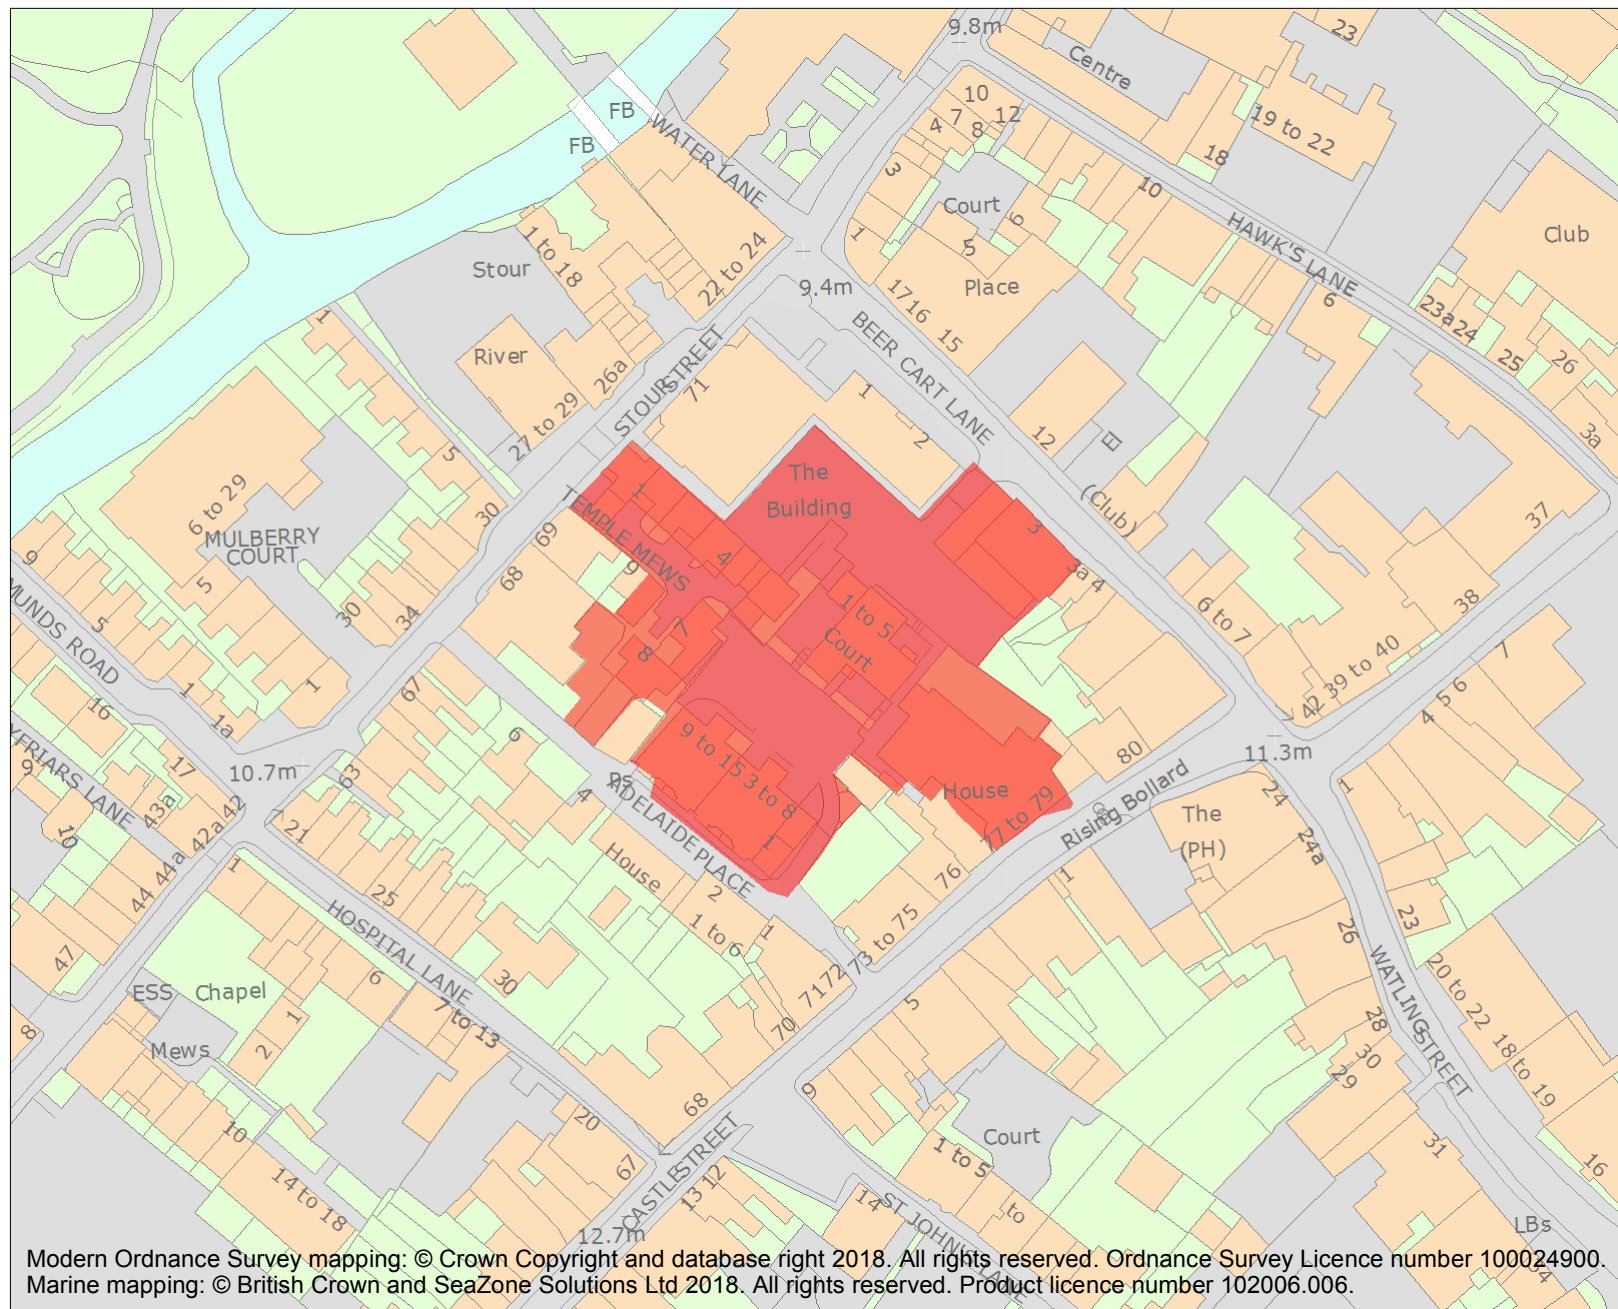 9.8m
23
Centre
10
12
7
4
8
19 to 22
FB
FB
WATER LANE
18
3
10
Court
6
1
5
HAWK'S LANE
Club
1 to 18
Stour
22 to 24
9.4m
17 16
15
Place
6
23a
24
25
26
BEER CART LANE
1
River
26a
STOUR STREET
71
1
2
12
El
3a
27 to 29
5
The
Building
1
(Club)
6 to 29
MULBERRY
COURT
30
69
TEMPLE MEWS
4
3
3a
4
37
9
5
5
68
9
1 to 5
Court
6 to 7
38
30
34
7
8
MUNDS ROAD
1
1a
1
67
39 to 40
42
7
4 5 6
16
6
9 to 15
3 to 8
80
11.3m
YFRIARS LANE
9
17
10.7m
63
PS
4
ADELAIDE PLACE
House
77 to 79
Rising Bollard
24
1
10
43a
42a 42
21
1
The
(PH)
24a
44 44a
1
25
House
2
76
1
23
26
HOSPITAL LANE
1 to 6
1
73 to 75
47
6
30
71 72
20 to 22
WATLING STREET
ESS
Chapel
1
7 to 13
70
5
28
18 to 19
8
Mews
2
30
29
10
20
68
9
Court
1 to 5
31
14 to 18
67
CASTLE STREET
13 12
14
to
16
12.7m
ST JOHN'S LANE
LBs
34
Modern Ordnance Survey mapping: © Crown Copyright and database right 2018. All rights reserved. Ordnance Survey Licence number 100024900.
Marine mapping: © British Crown and SeaZone Solutions Ltd 2018. All rights reserved. Product licence number 102006.006.